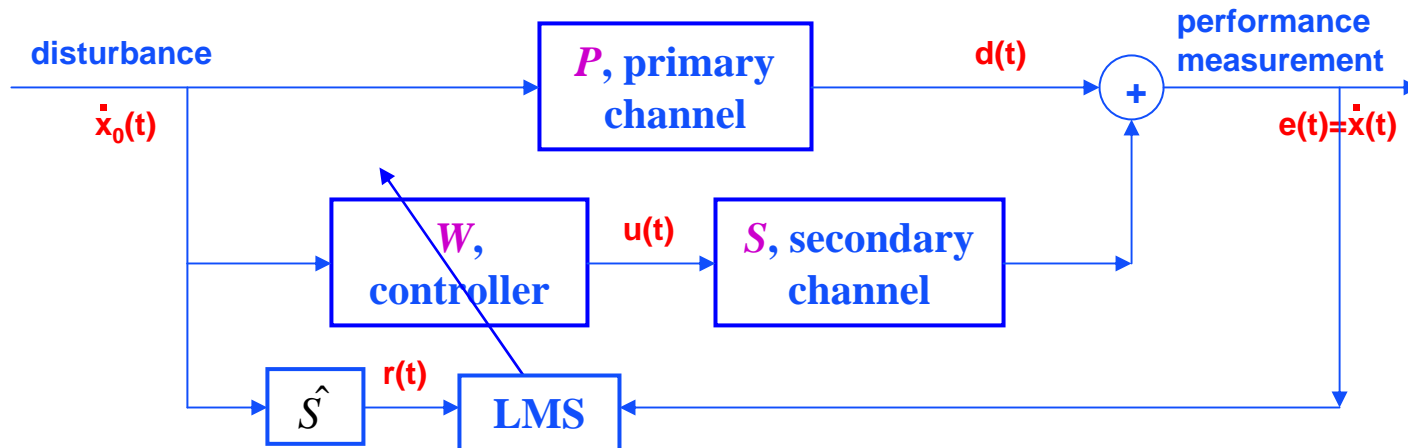 disturbance
ẋ₀(t)
P, primary
channel
d(t)
+
performance
measurement
e(t)=ẋ(t)
W,
controller
u(t)
S, secondary
channel
Ŝ
r(t)
LMS